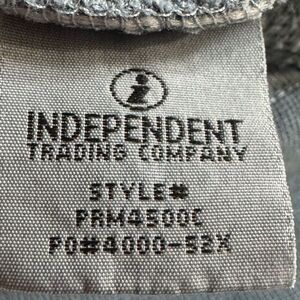 INDEPENDENT
TRADING COMPANY
STYLE#
PRM4500C
PO#4000-52X